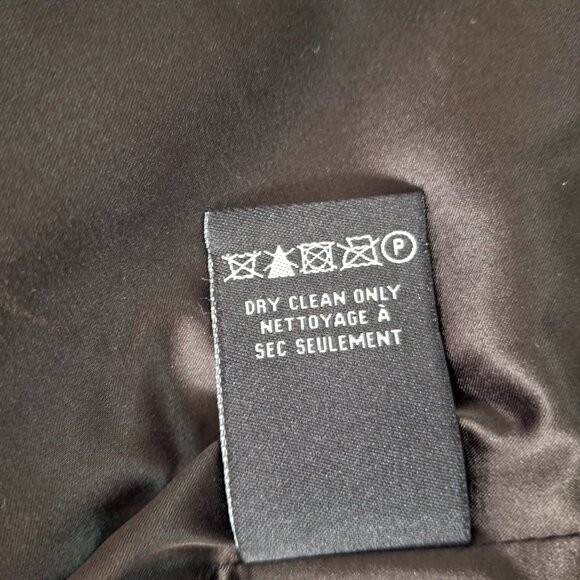 P
DRY CLEAN ONLY
NETTOYAGE À
SEC SEULEMENT